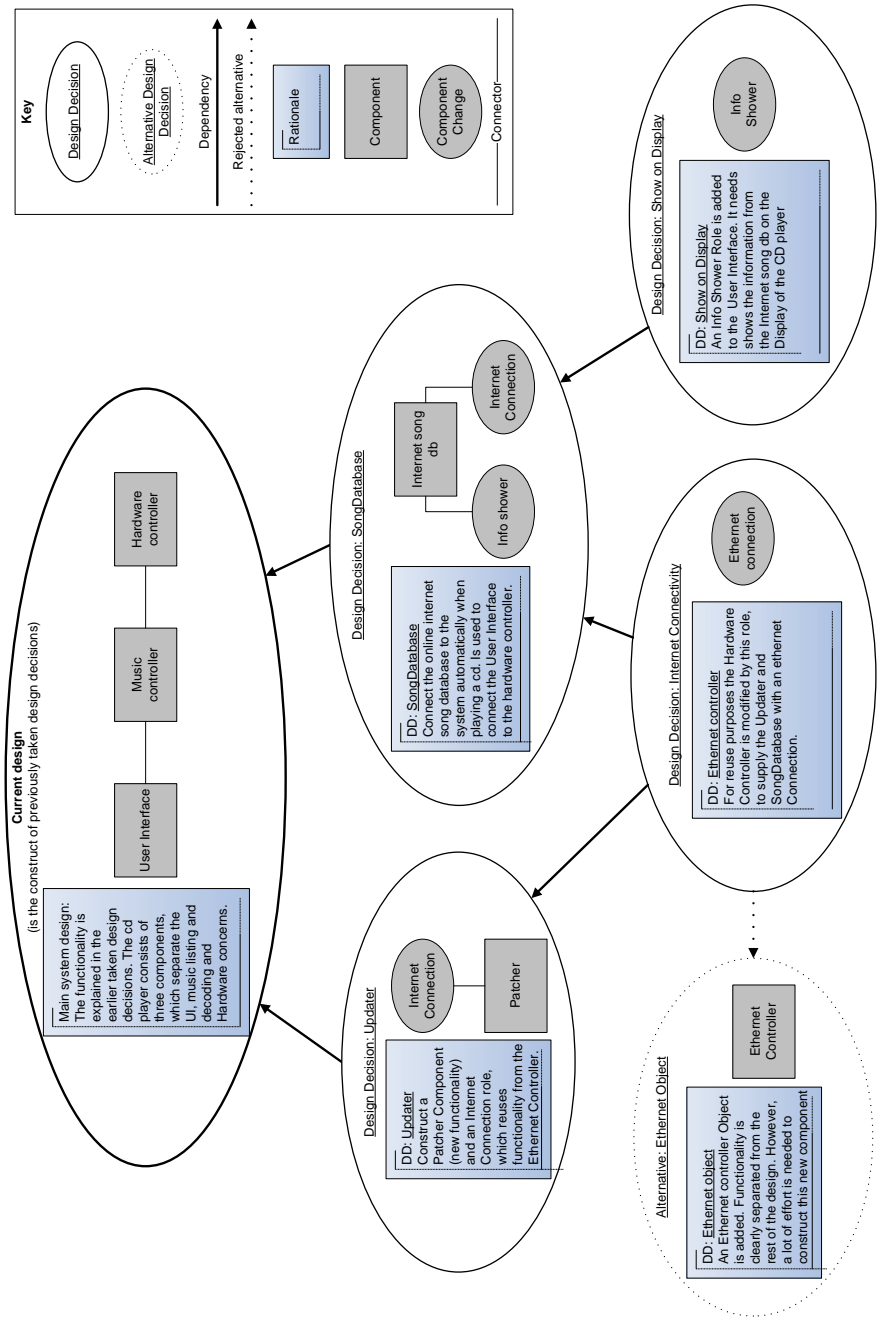 Current design
(is the construct of previously taken design decisions)
Main system design:
The functionality is
explained in the
earlier taken design
decisions. The cd
player consists of
three components,
which separate the
UI, music listing and
decoding and
Hardware concerns.
User Interface
Music
controller
Hardware
controller
Key
Design Decision
Alternative Design
Decision
Dependency
Rejected alternative
Rationale
Component
Component
Change
Connector
Design Decision: Updater
DD: Updater
Construct a
Patcher Component
(new functionality)
and an Internet
Connection role,
which reuses
functionality from the
Ethernet Controller.
Internet
Connection
Patcher
Design Decision: SongDatabase
DD: SongDatabase
Connect the online internet
song database to the
system automatically when
playing a cd. Is used to
connect the User Interface
to the hardware controller.
Internet song
db
Info shower
Internet
Connection
Alternative: Ethernet Object
DD: Ethernet object
An Ethernet controller Object
is added. Functionality is
clearly separated from the
rest of the design. However,
a lot of effort is needed to
construct this new component
Ethernet
Controller
Design Decision: Internet Connectivity
DD: Ethernet controller
For reuse purposes the Hardware
Controller is modified by this role,
to supply the Updater and
SongDatabase with an ethernet
Connection.
Ethernet
connection
Design Decision: Show on Display
DD: Show on Display
An Info Shower Role is added
to the  User Interface. It needs
shows the information from
the Internet song db on the
Display of the CD player
Info
Shower